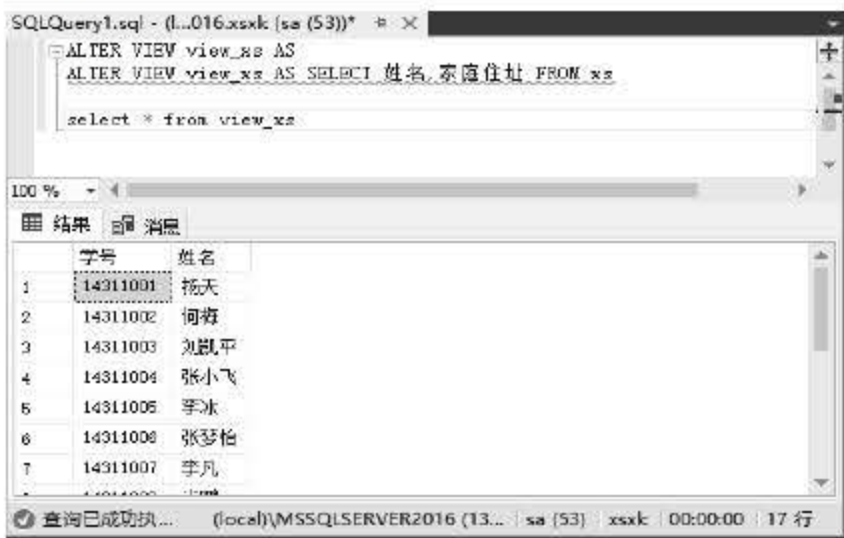 SQLQuery1.sql - (l...016.xsxk (sa (53))*
ALTER VIEW view_xs AS
ALTER VIEW view_xs AS SELECT 姓名,家庭住址 FROM xs
select * from view_xs
100 %
结果 消息
学号 姓名
1 14311001 杨天
2 14311002 何梅
3 14311003 刘凯平
4 14311004 张小飞
5 14311005 李冰
6 14311006 张梦怡
7 14311007 李凡
查询已成功执... (local)\MSSQLSERVER2016 (13... sa (53) xsxk 00:00:00 17 行